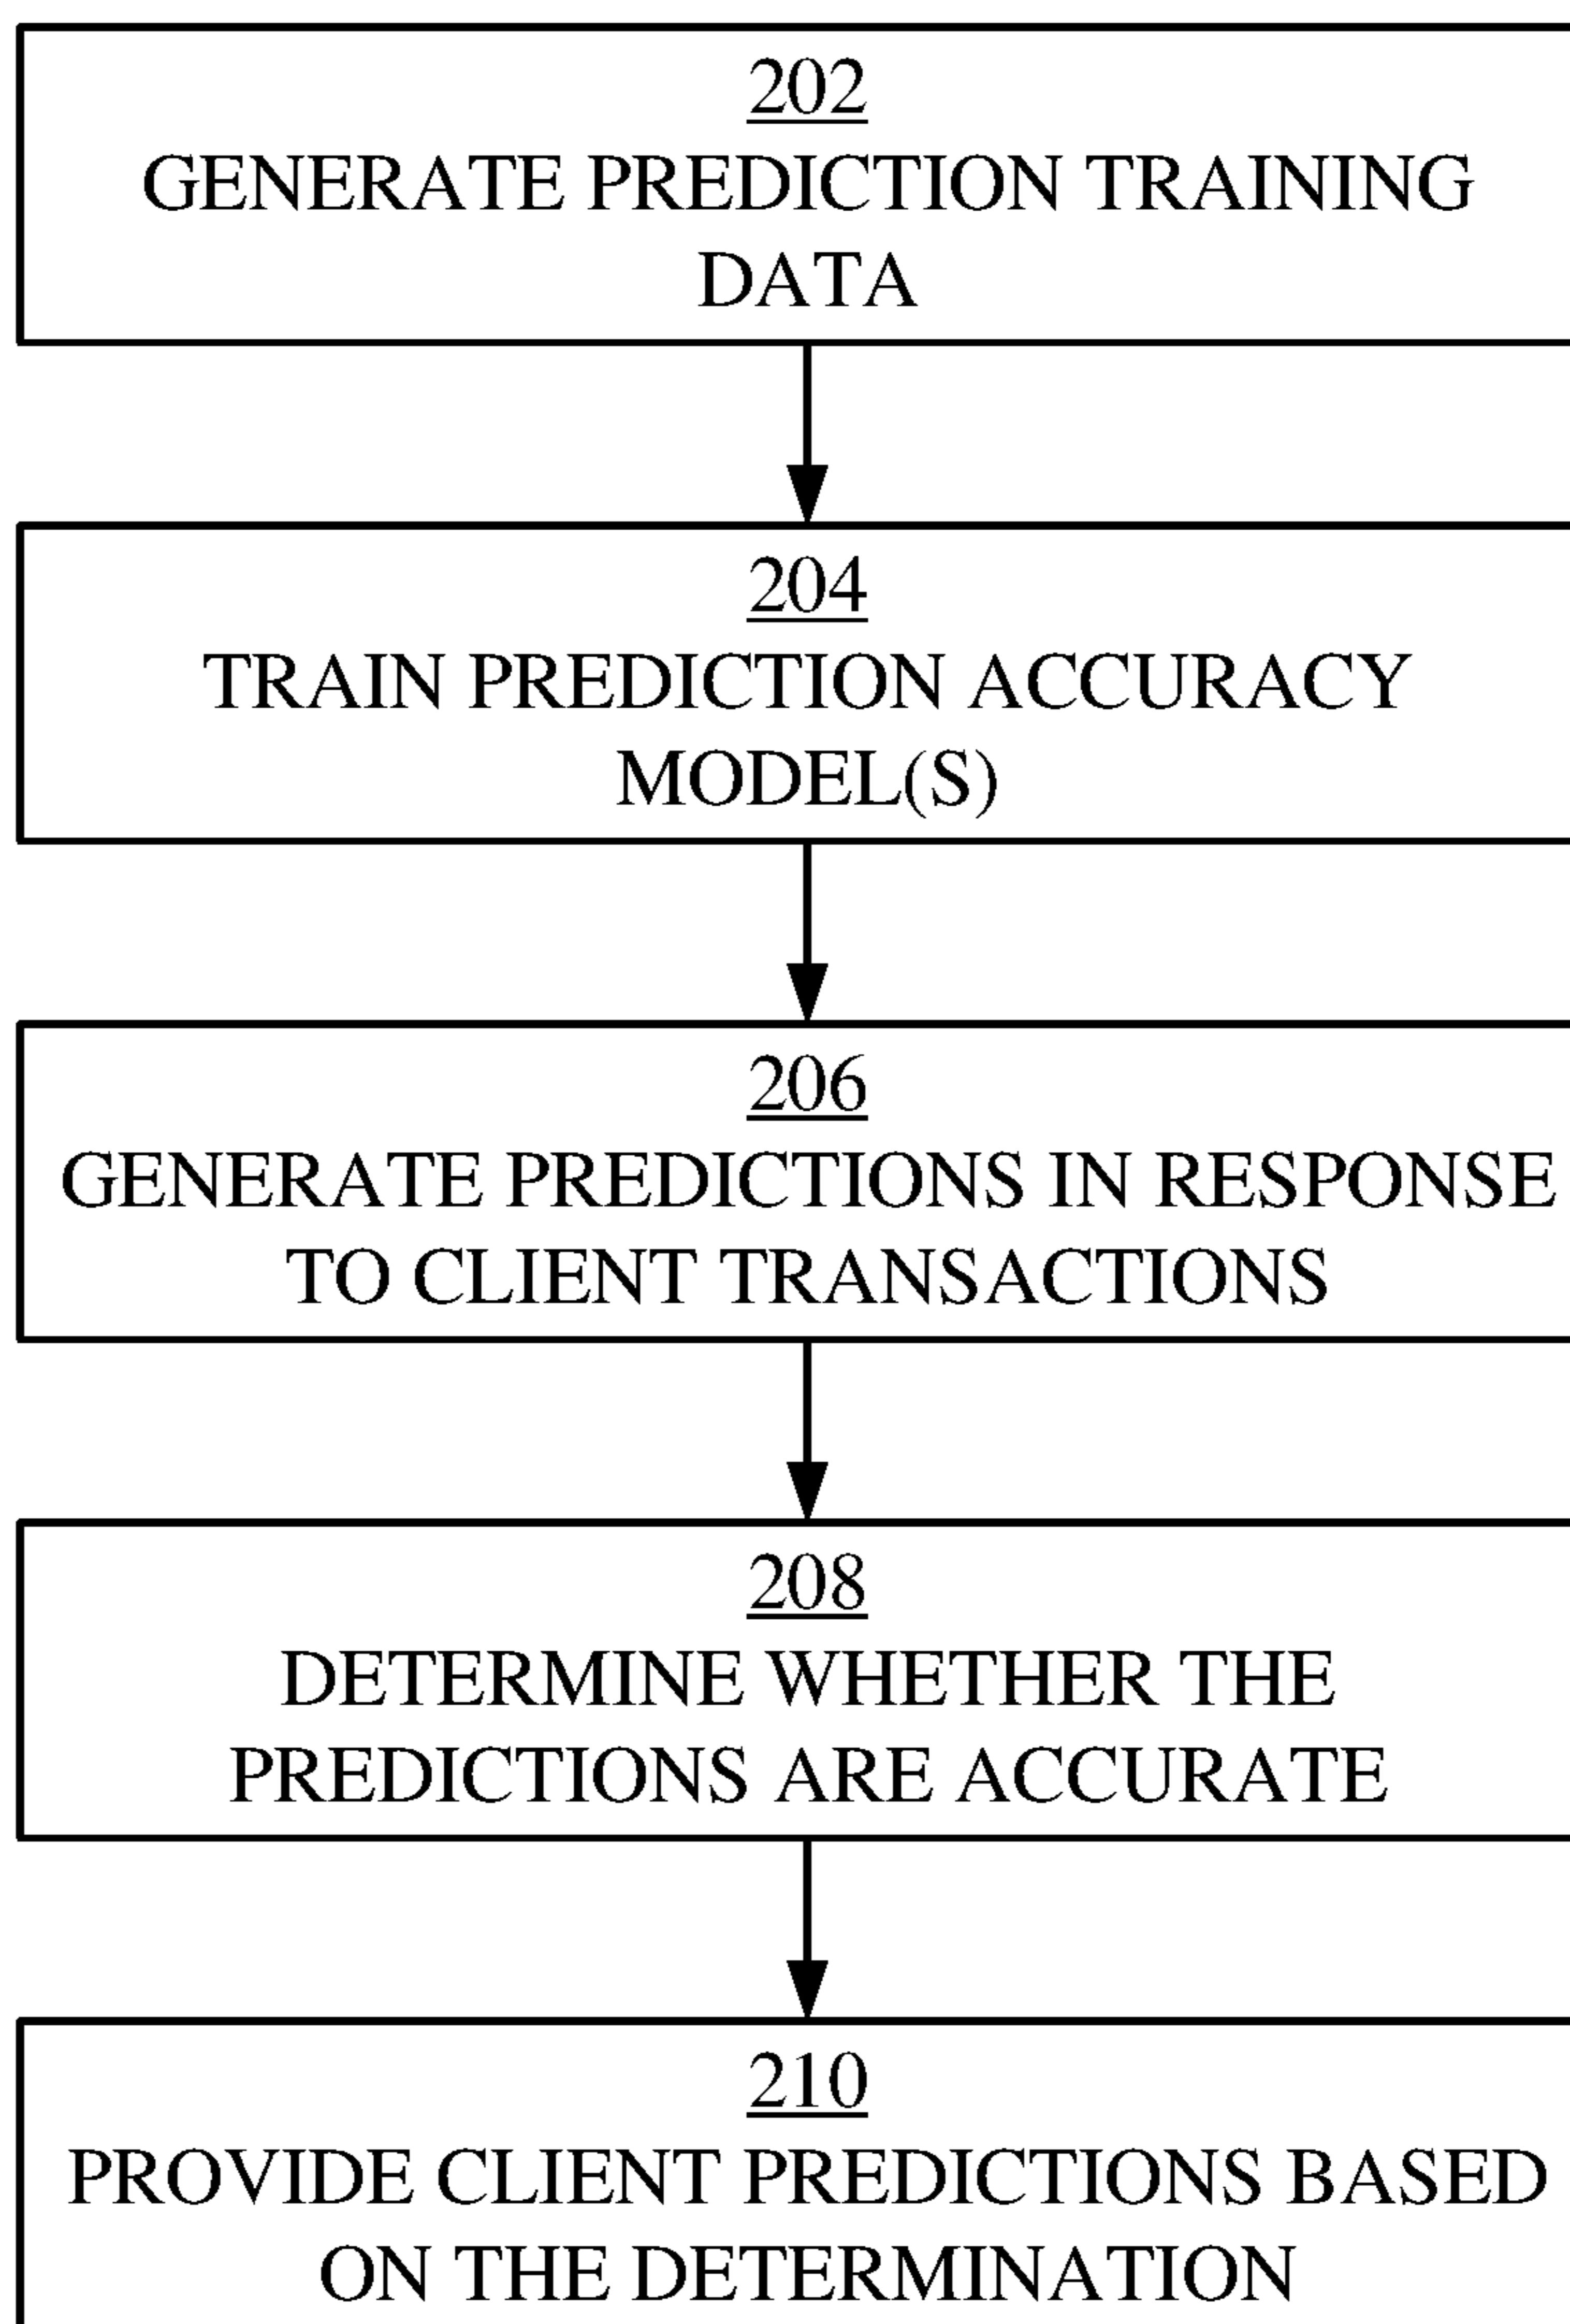 202
GENERATE PREDICTION TRAINING
DATA
204
TRAIN PREDICTION ACCURACY
MODEL(S)
206
GENERATE PREDICTIONS IN RESPONSE
TO CLIENT TRANSACTIONS
208
DETERMINE WHETHER THE
PREDICTIONS ARE ACCURATE
210
PROVIDE CLIENT PREDICTIONS BASED
ON THE DETERMINATION